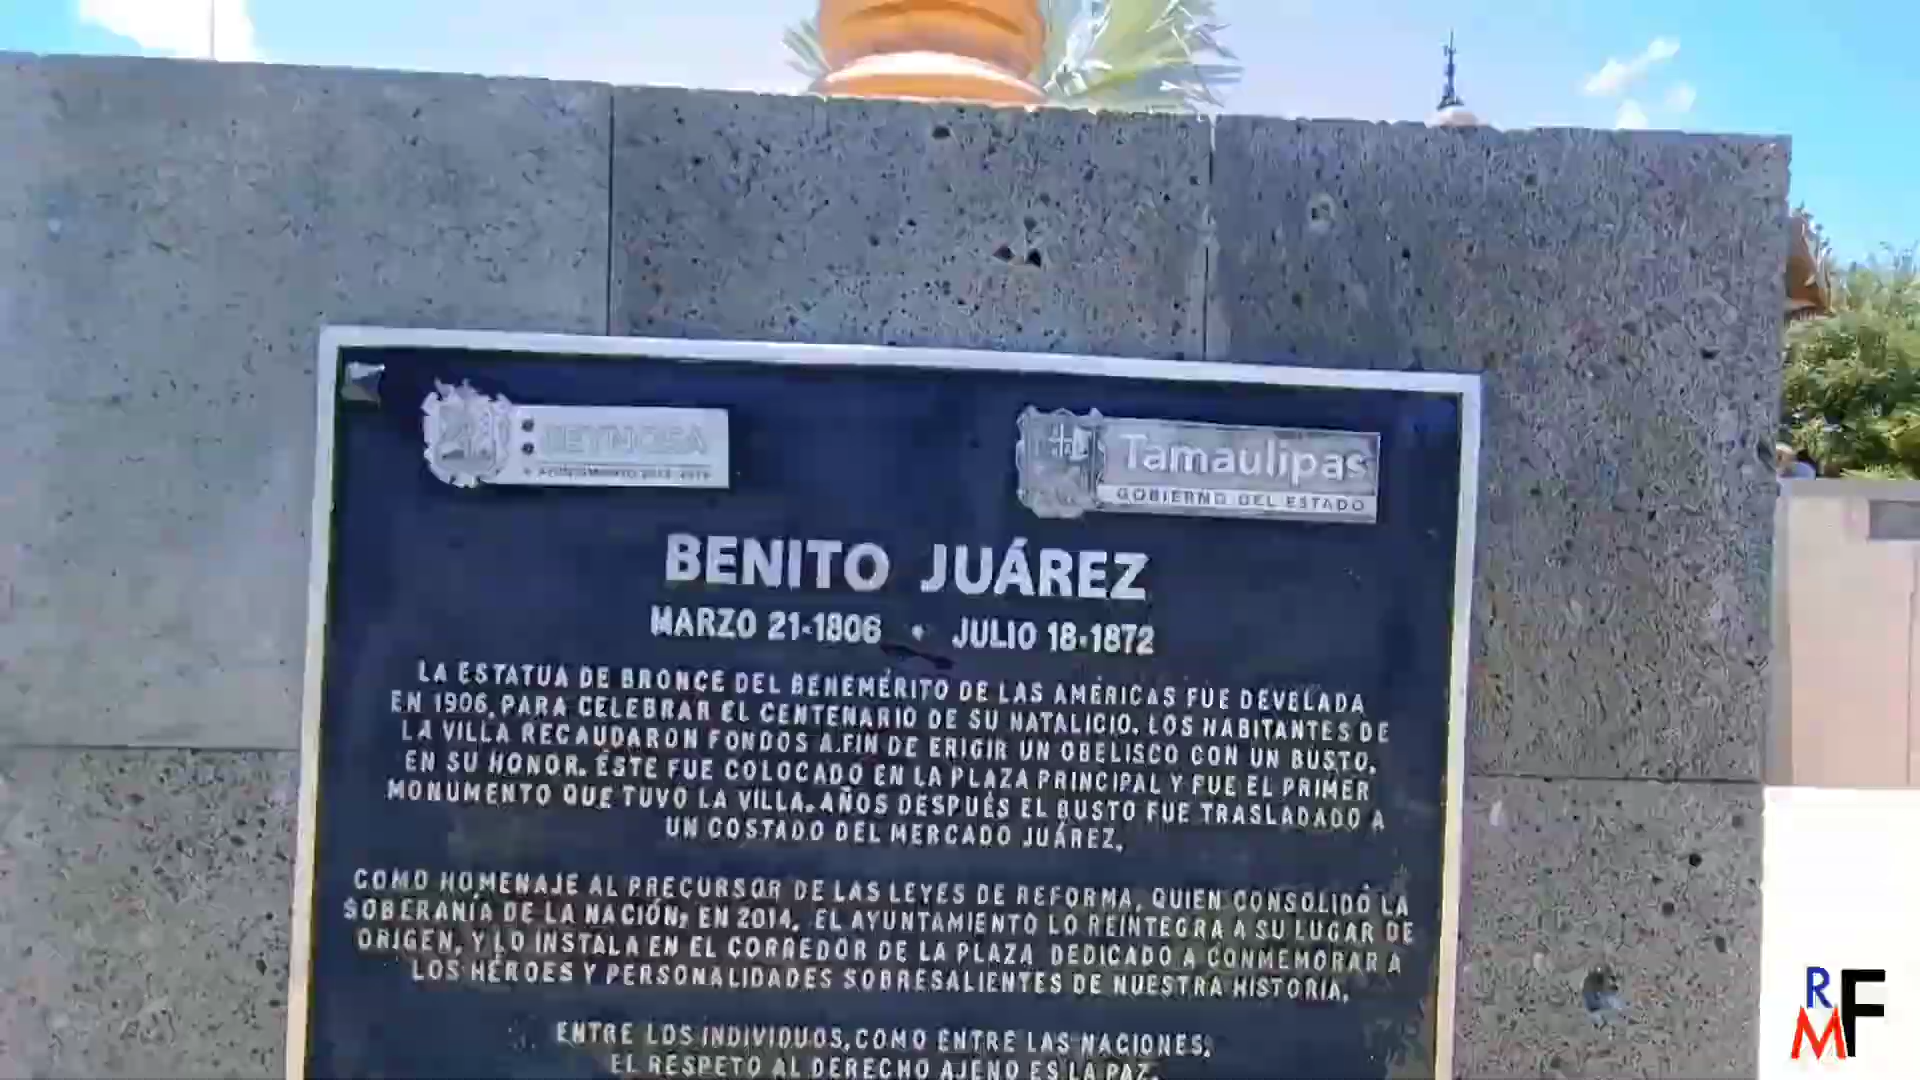 REYNOSA
Tamaulipas
GOBIERNO DEL ESTADO
BENITO JUÁREZ
MARZO 21-1806 • JULIO 18-1872
LA ESTATUA DE BRONCE DEL BENEMÉRITO DE LAS AMÉRICAS FUE DEVELADA
EN 1906, PARA CELEBRAR EL CENTENARIO DE SU NATALICIO. LOS HABITANTES DE
LA VILLA RECAUDARON FONDOS A FIN DE ERIGIR UN OBELISCO CON UN BUSTO,
EN SU HONOR. ÉSTE FUE COLOCADO EN LA PLAZA PRINCIPAL Y FUE EL PRIMER
MONUMENTO QUE TUVO LA VILLA. AÑOS DESPUÉS EL BUSTO FUE TRASLADADO A
UN COSTADO DEL MERCADO JUÁREZ.
COMO HOMENAJE AL PRECURSOR DE LAS LEYES DE REFORMA, QUIEN CONSOLIDÓ LA
SOBERANÍA DE LA NACIÓN; EN 2014, EL AYUNTAMIENTO LO REINTEGRA A SU LUGAR DE
ORIGEN, Y LO INSTALA EN EL CORREDOR DE LA PLAZA DEDICADO A CONMEMORAR A
LOS HÉROES Y PERSONALIDADES SOBRESALIENTES DE NUESTRA HISTORIA.
ENTRE LOS INDIVIDUOS, COMO ENTRE LAS NACIONES,
EL RESPETO AL DERECHO AJENO ES LA PAZ.
RMF